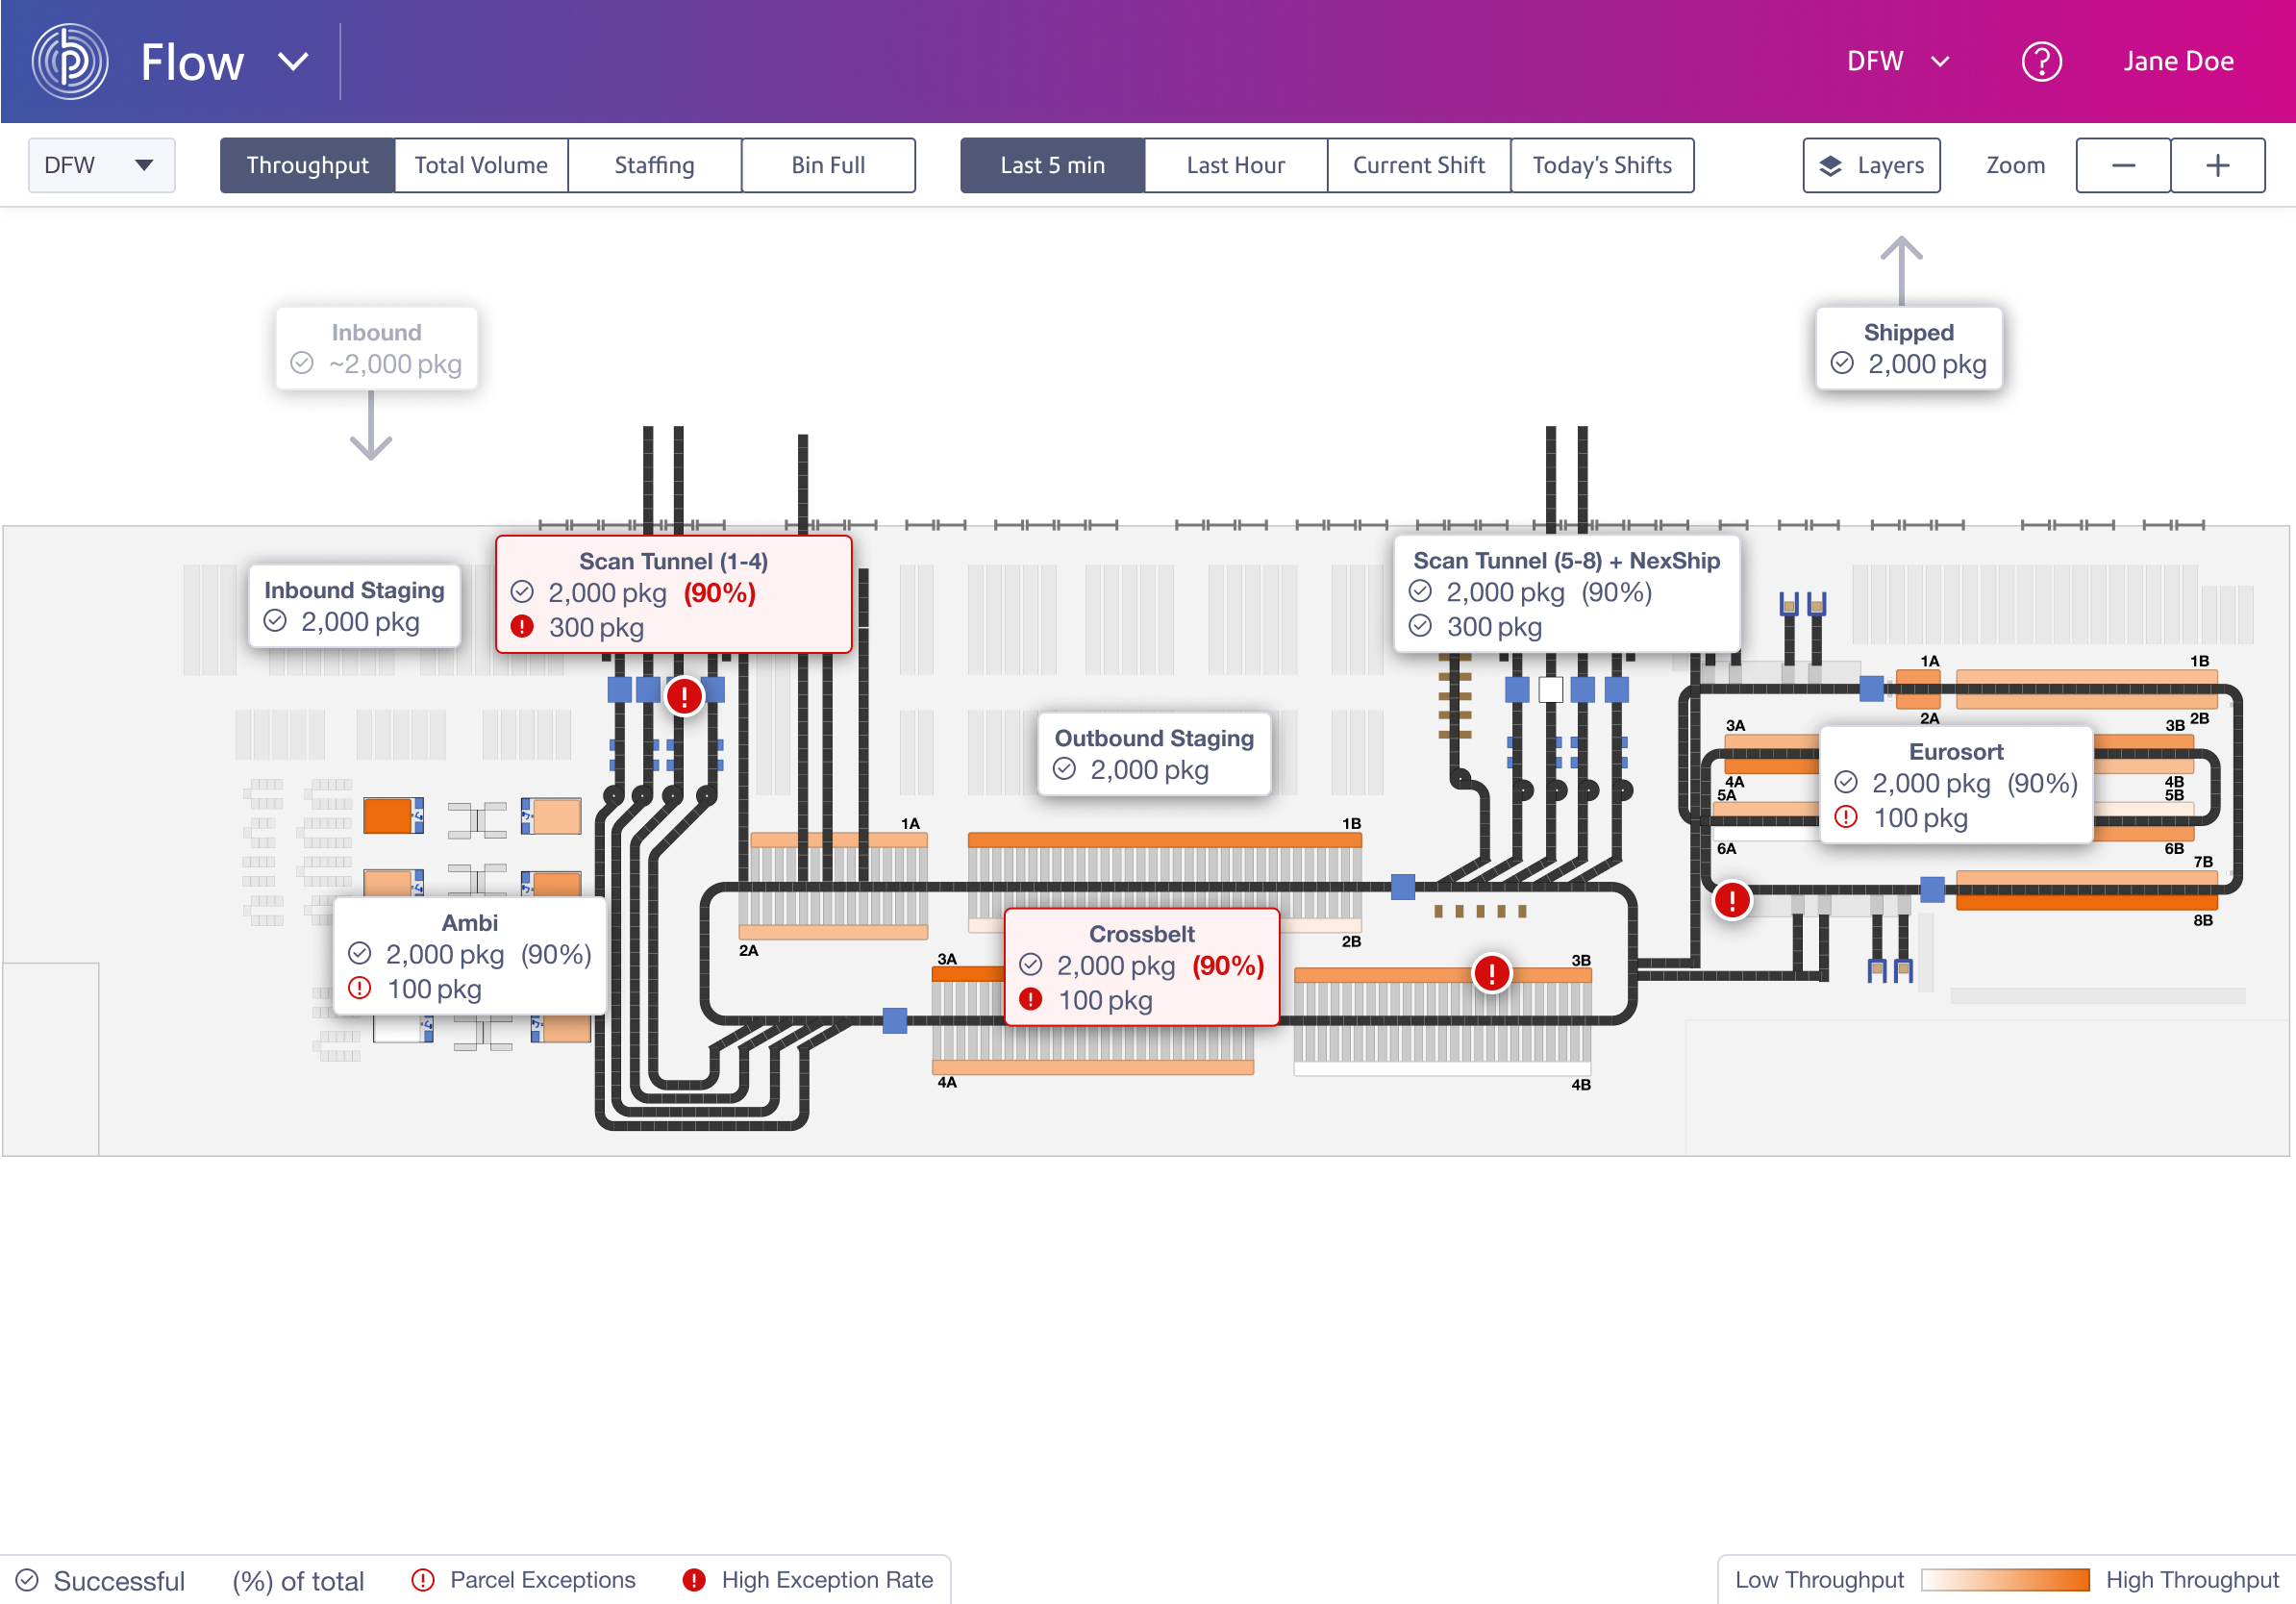 Flow
DFW
Jane Doe
DFW
Throughput
Total Volume
Staffing
Bin Full
Last 5 min
Last Hour
Current Shift
Today's Shifts
Layers
Zoom
Inbound
~2,000 pkg
Shipped
2,000 pkg
Inbound Staging
2,000 pkg
Scan Tunnel (1-4)
2,000 pkg (90%)
300 pkg
Scan Tunnel (5-8) + NexShip
2,000 pkg (90%)
300 pkg
Outbound Staging
2,000 pkg
1A
1B
2A
2B
3A
3B
4A
4B
5A
5B
6A
6B
7B
8B
Eurosort
2,000 pkg (90%)
100 pkg
1A
1B
2A
2B
3A
3B
4A
4B
Ambi
2,000 pkg (90%)
100 pkg
Crossbelt
2,000 pkg (90%)
100 pkg
Successful
(%) of total
Parcel Exceptions
High Exception Rate
Low Throughput
High Throughput